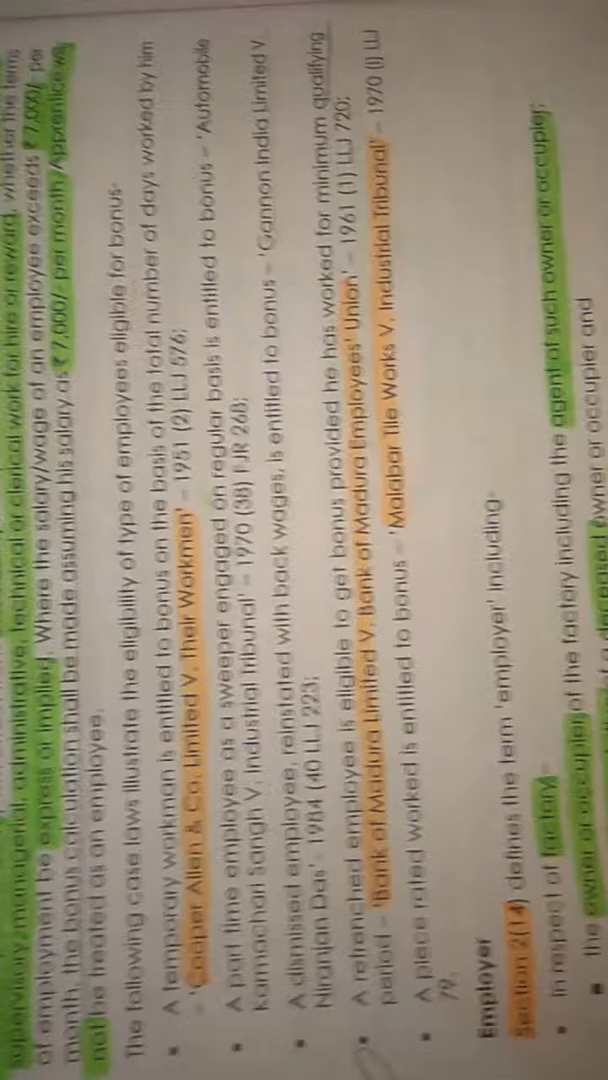 supervisory, managerial, administrative, technical or clerical work for hire or reward, whether the terms
of employment be express or implied. Where the salary/wage of an employee exceeds ₹ 7,000/- per
month, the bonus calculation shall be made assuming his salary as ₹ 7,000/- per month. Apprentice will
not be treated as an employee.
The following case laws illustrate the eligibility of type of employees eligible for bonus-
• A temporary workman is entitled to bonus on the basis of the total number of days worked by him
– 'Cooper Allen & Co. Limited V. Their Workmen' – 1951 (2) LLJ 576;
• A part time employee as a sweeper engaged on regular basis is entitled to bonus – 'Automobile
Karmachari Sangh V. Industrial Tribunal' – 1970 (38) FJR 268;
• A dismissed employee, reinstated with back wages, is entitled to bonus – 'Gannon India Limited V.
Niranjan Das'- 1984 (40 LLJ 223;
• A retrenched employee is eligible to get bonus provided he has worked for minimum qualifying
period – 'Bank of Madura Limited V. Bank of Madura Employees' Union' – 1961 (1) LLJ 720;
• A piece rated worked is entitled to bonus – 'Malabar Tile Works V. Industrial Tribunal' – 1970 (I) LLJ
79.
Employer
Section 2(14) defines the term 'employer' including-
• In respect of factory –
• the owner or occupier of the factory including the agent of such owner or occupier;
owner or occupier and